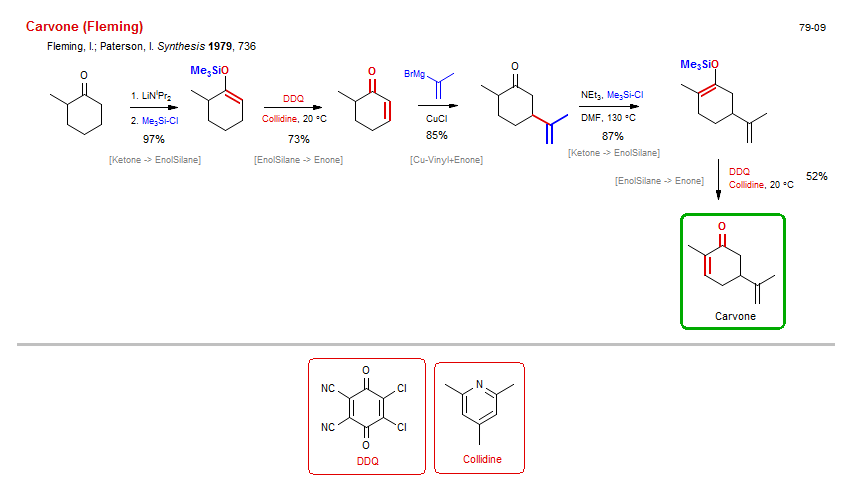 Carvone (Fleming)
79-09
Fleming, I.; Paterson, I. Synthesis 1979, 736
O
Me₃SiO
O
BrMg
O
Me₃SiO
1. LiNⁱPr₂
2. Me₃Si-Cl
97%
[Ketone -> EnolSilane]
DDQ
Collidine, 20 °C
73%
[EnolSilane -> Enone]
CuCl
85%
[Cu-Vinyl+Enone]
NEt₃, Me₃Si-Cl
DMF, 130 °C
87%
[Ketone -> EnolSilane]
[EnolSilane -> Enone]
DDQ
Collidine, 20 °C
52%
O
Carvone
O
NC
Cl
NC
Cl
O
DDQ
N
Collidine